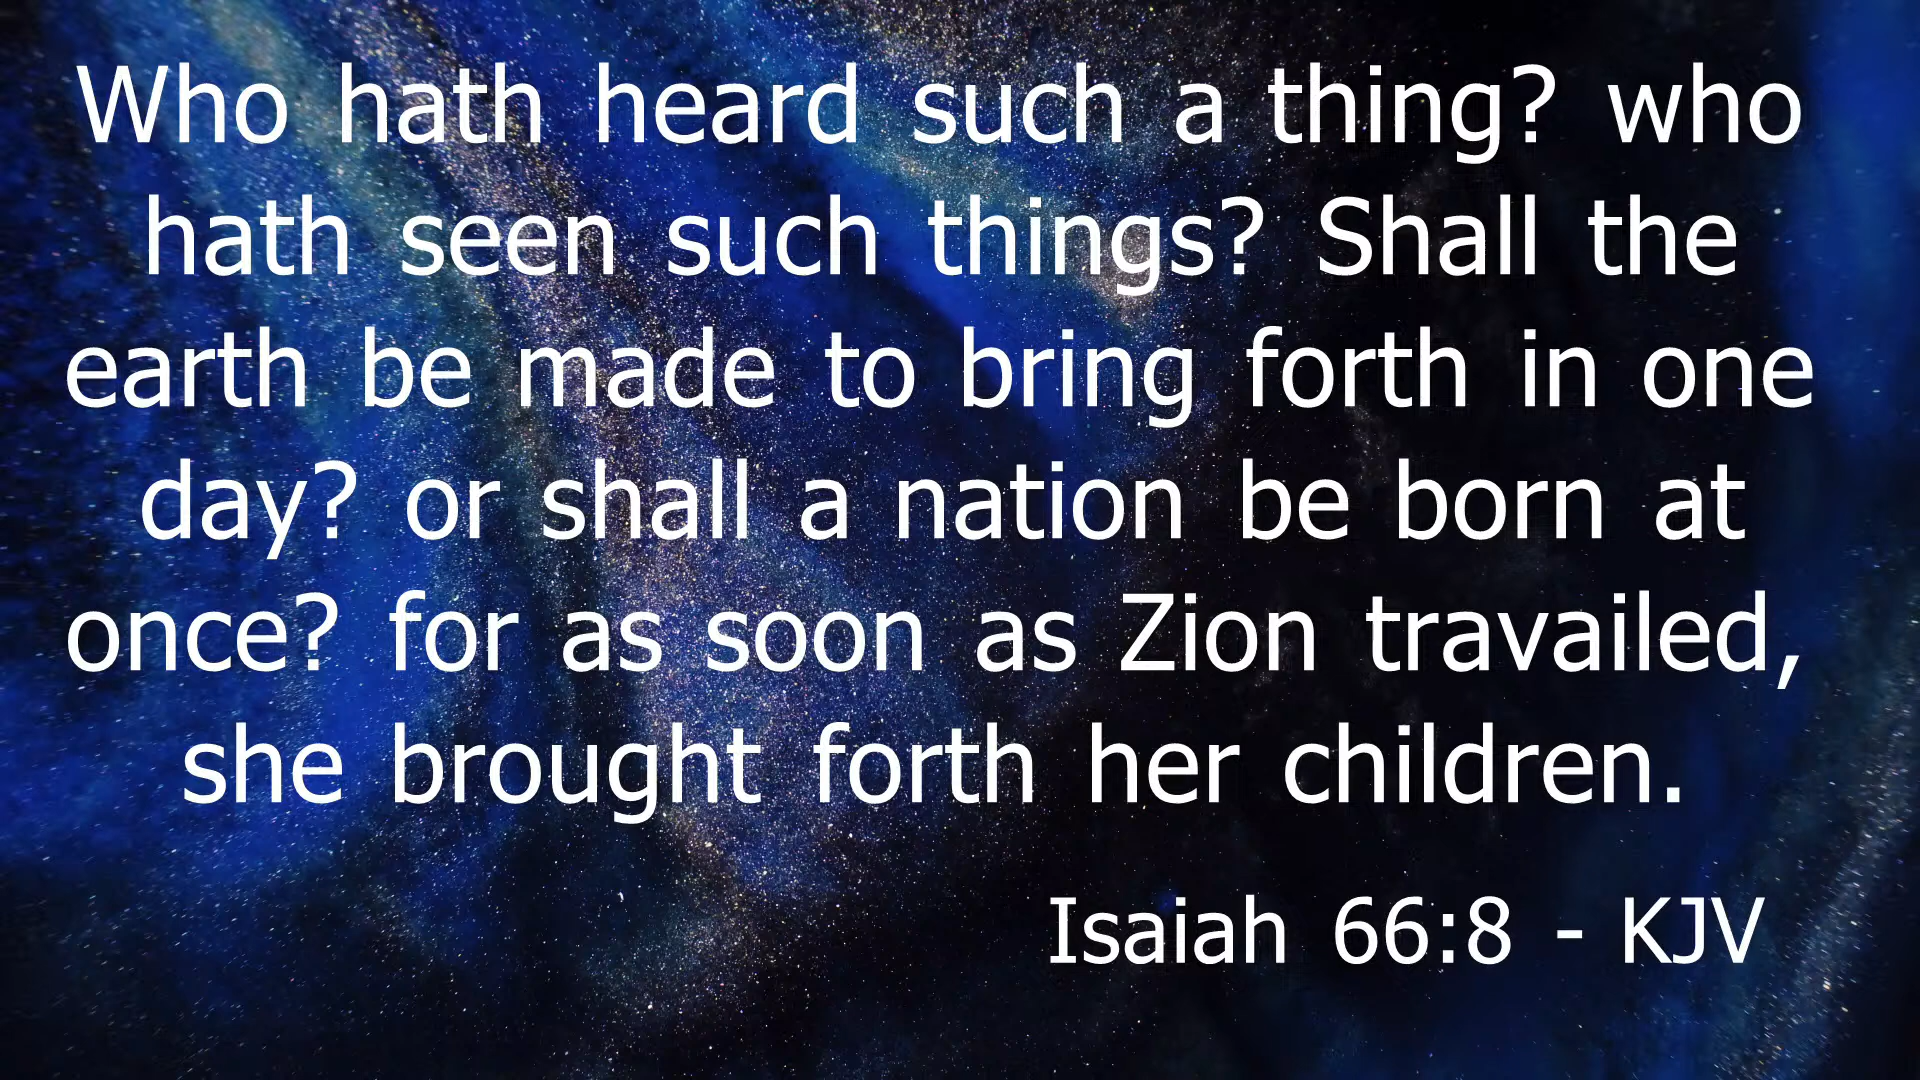 Who hath heard such a thing? who
hath seen such things? Shall the
earth be made to bring forth in one
day? or shall a nation be born at
once? for as soon as Zion travailed,
she brought forth her children.
Isaiah 66:8 - KJV